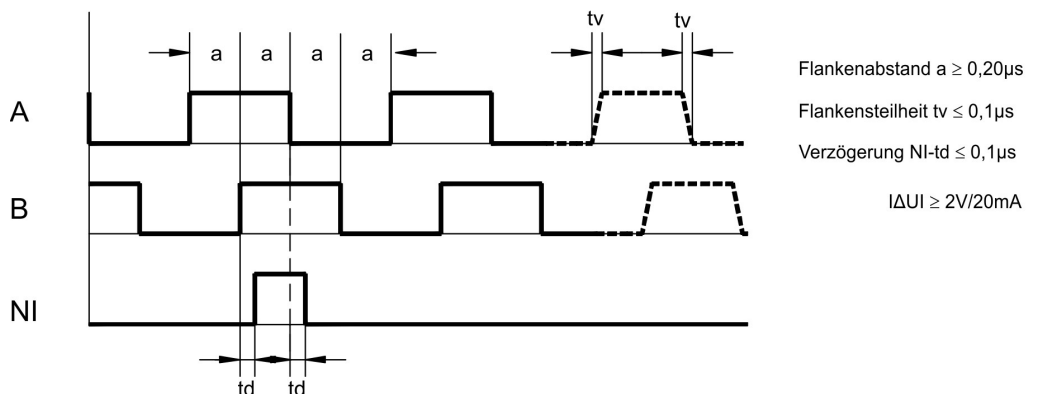 tv tv
a a a a
Flankenabstand a ≥ 0,20µs
A
Flankensteilheit tv ≤ 0,1µs
Verzögerung NI-td ≤ 0,1µs
B
IΔUI ≥ 2V/20mA
NI
td td